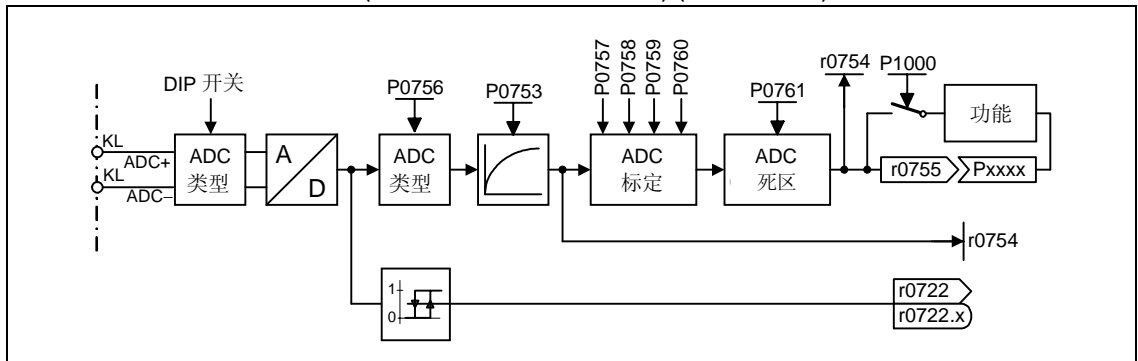 DIP 开关
KL
ADC+
KL
ADC−
ADC
类型
A
D
P0756
ADC
类型
P0753
P0757
P0758
P0759
P0760
ADC
标定
P0761
ADC
死区
r0754
P1000
功能
r0755
Pxxxx
r0754
1
0
r0722
r0722.x